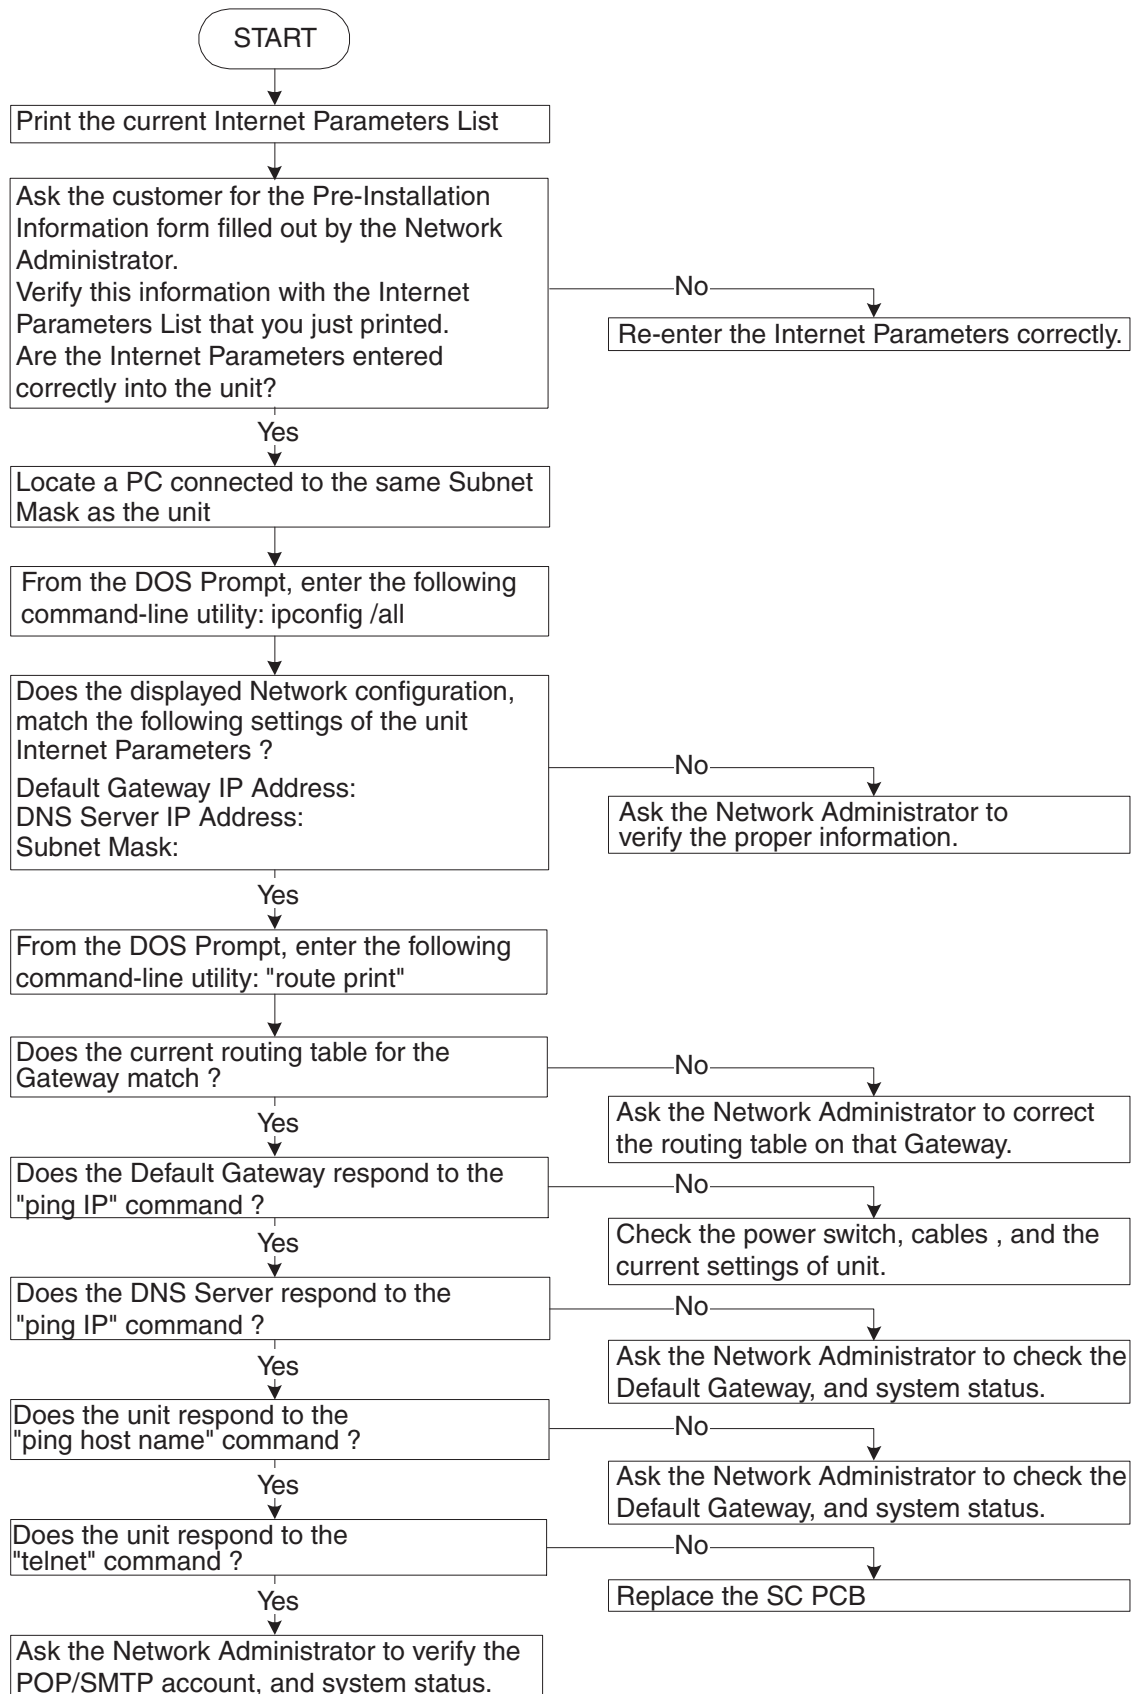 START
Print the current Internet Parameters List
Ask the customer for the Pre-Installation
Information form filled out by the Network
Administrator.
Verify this information with the Internet
Parameters List that you just printed.
Are the Internet Parameters entered
correctly into the unit?
No
Re-enter the Internet Parameters correctly.
Yes
Locate a PC connected to the same Subnet
Mask as the unit
From the DOS Prompt, enter the following
command-line utility: ipconfig /all
Does the displayed Network configuration,
match the following settings of the unit
Internet Parameters ?
Default Gateway IP Address:
DNS Server IP Address:
Subnet Mask:
No
Ask the Network Administrator to
verify the proper information.
Yes
From the DOS Prompt, enter the following
command-line utility: "route print"
Does the current routing table for the
Gateway match ?
No
Ask the Network Administrator to correct
the routing table on that Gateway.
Yes
Does the Default Gateway respond to the
"ping IP" command ?
No
Check the power switch, cables , and the
current settings of unit.
Yes
Does the DNS Server respond to the
"ping IP" command ?
No
Ask the Network Administrator to check the
Default Gateway, and system status.
Yes
Does the unit respond to the
"ping host name" command ?
No
Ask the Network Administrator to check the
Default Gateway, and system status.
Yes
Does the unit respond to the
"telnet" command ?
No
Replace the SC PCB
Yes
Ask the Network Administrator to verify the
POP/SMTP account, and system status.